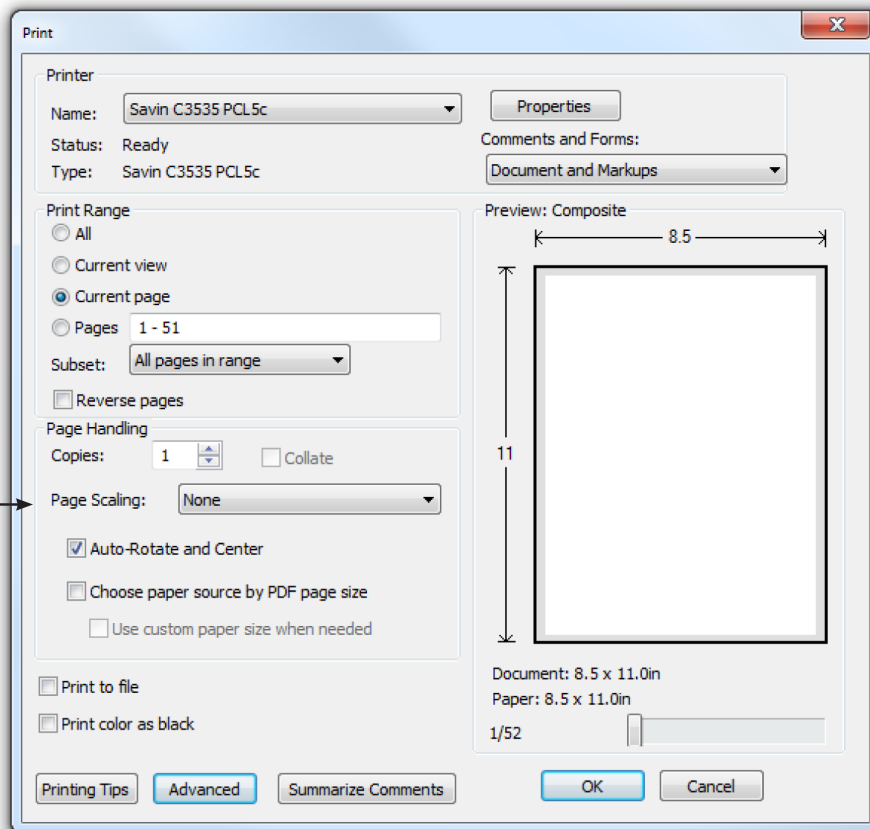 Print
Printer
Name: Savin C3535 PCL5c
Properties
Status: Ready
Comments and Forms:
Type: Savin C3535 PCL5c
Document and Markups
Print Range
All
Current view
Current page
Pages 1 - 51
Subset: All pages in range
Reverse pages
Page Handling
Copies: 1 Collate
Page Scaling: None
Auto-Rotate and Center
Choose paper source by PDF page size
Use custom paper size when needed
Print to file
Print color as black
Preview: Composite
8.5
11
Document: 8.5 x 11.0in
Paper: 8.5 x 11.0in
1/52
Printing Tips Advanced Summarize Comments OK Cancel